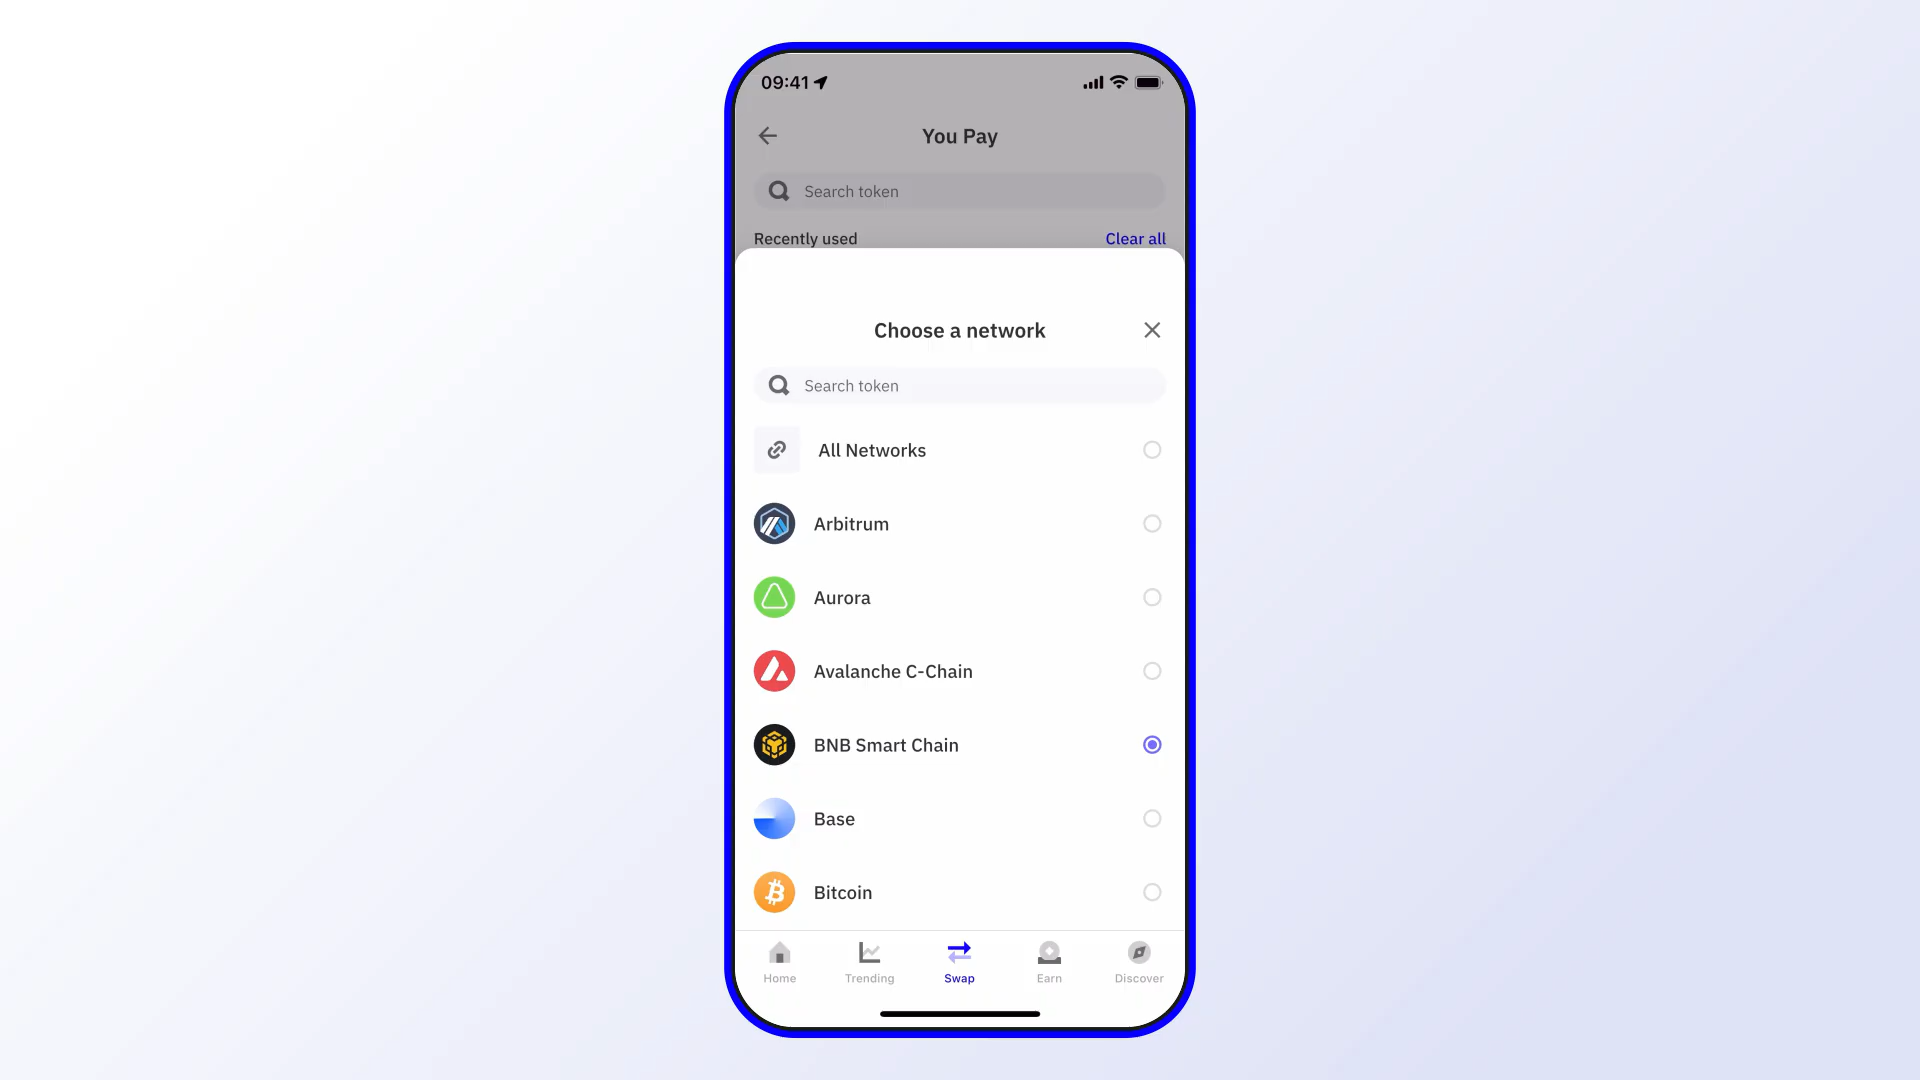 09:41
You Pay
Search token
Recently used
Clear all
Choose a network
Search token
All Networks
Arbitrum
Aurora
Avalanche C-Chain
BNB Smart Chain
Base
Bitcoin
Home
Trending
Swap
Earn
Discover